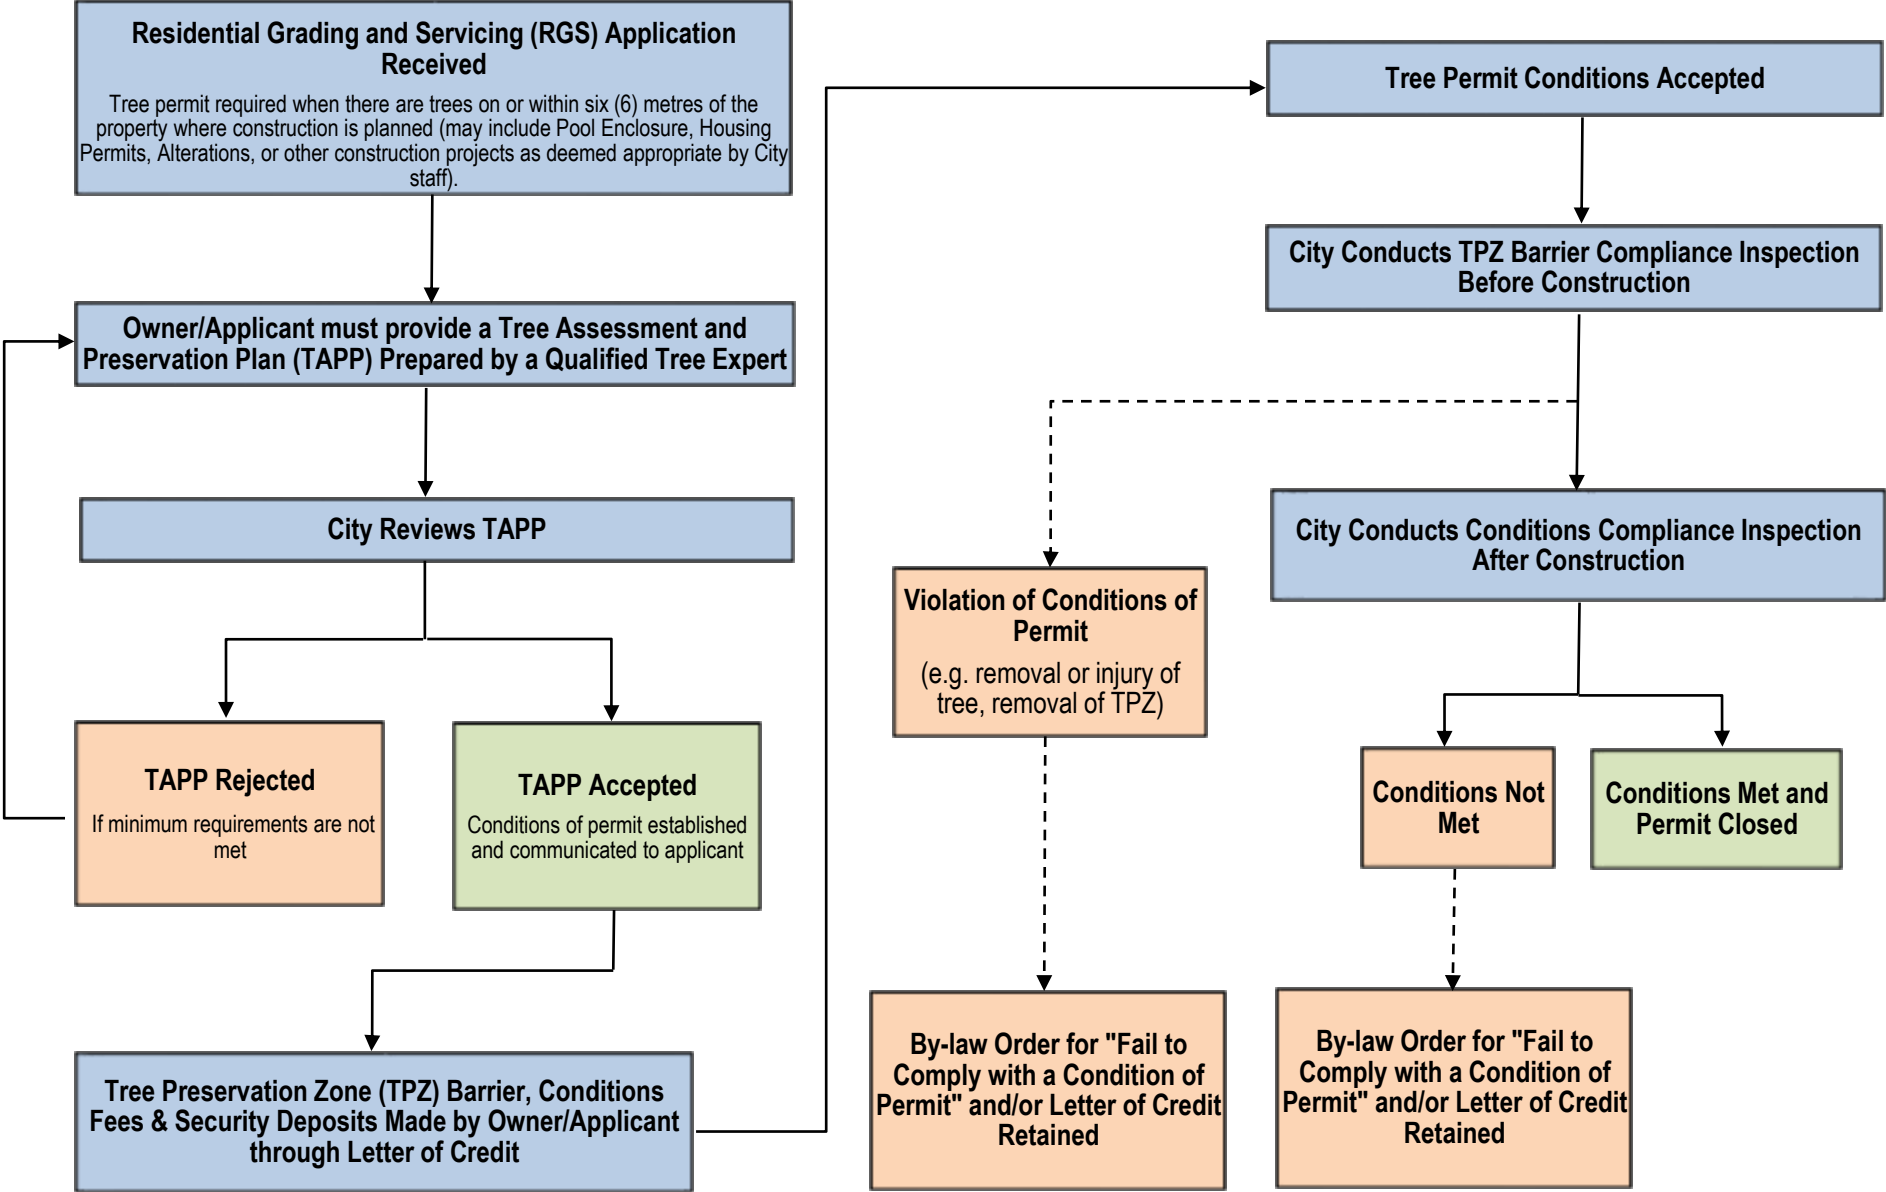 Residential Grading and Servicing (RGS) Application
Received
Tree permit required when there are trees on or within six (6) metres of the
property where construction is planned (may include Pool Enclosure, Housing
Permits, Alterations, or other construction projects as deemed appropriate by City
staff).
Owner/Applicant must provide a Tree Assessment and
Preservation Plan (TAPP) Prepared by a Qualified Tree Expert
City Reviews TAPP
TAPP Rejected
If minimum requirements are not
met
TAPP Accepted
Conditions of permit established
and communicated to applicant
Tree Preservation Zone (TPZ) Barrier, Conditions
Fees & Security Deposits Made by Owner/Applicant
through Letter of Credit
Tree Permit Conditions Accepted
City Conducts TPZ Barrier Compliance Inspection
Before Construction
City Conducts Conditions Compliance Inspection
After Construction
Violation of Conditions of
Permit
(e.g. removal or injury of
tree, removal of TPZ)
Conditions Not
Met
Conditions Met and
Permit Closed
By-law Order for "Fail to
Comply with a Condition of
Permit" and/or Letter of Credit
Retained
By-law Order for "Fail to
Comply with a Condition of
Permit" and/or Letter of Credit
Retained